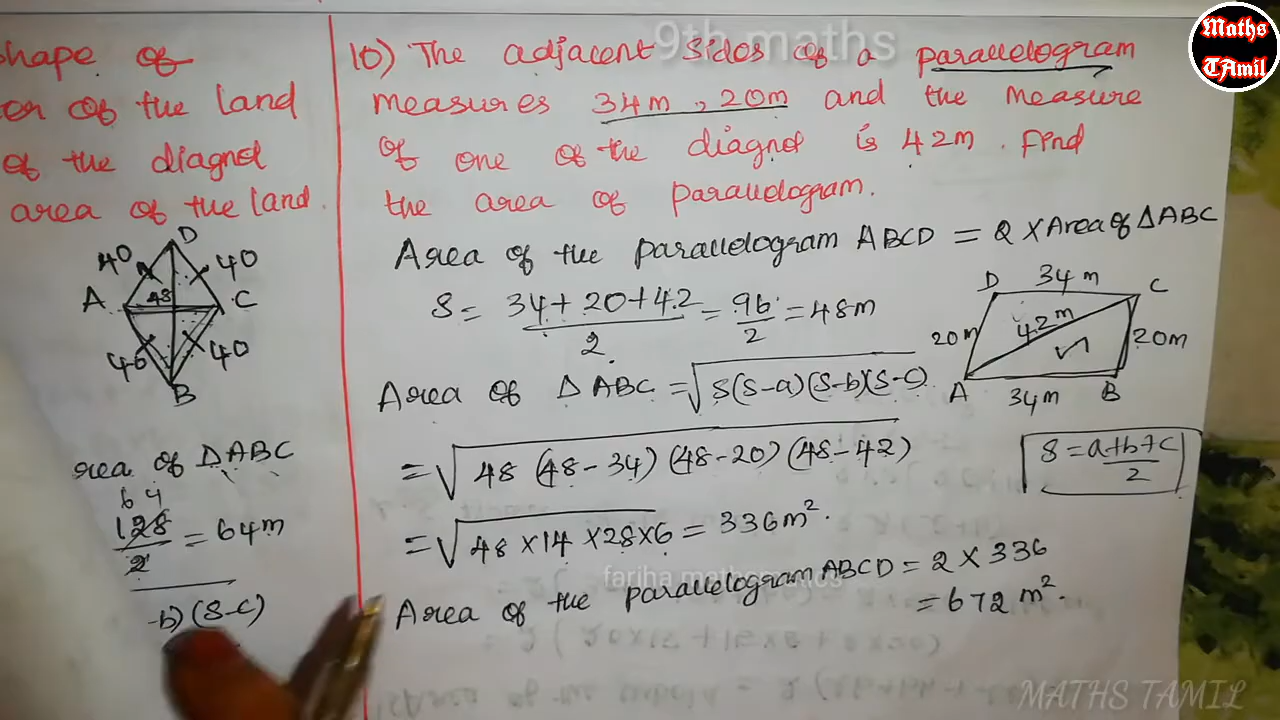 Maths
TAmil
9th maths
shape of
on of the land
of the diagnol
area of the land.
D
40
40
A
48
C
40
40
B
rea of ΔABC
64
128/2 = 64m
-b)(S-C)
10) The adjacent sides of a parallelogram
measures 34m, 20m and the measure
of one of the diagnol is 42m. Find
the area of parallelogram.
Area of the parallelogram ABCD = 2 × Area of ΔABC
S = 34+20+42/2 = 96/2 = 48m
Area of ΔABC = √S(S-a)(S-b)(S-C)
= √48 (48-34) (48-20) (48-42)
= √48 × 14 × 28 × 6 = 336m².
Area of the parallelogram ABCD = 2 × 336
= 672 m².
D
34 m
C
20m
42m
20m
A
34m
B
S = a+b+c/2
fariha mathematics
MATHS TAMIL